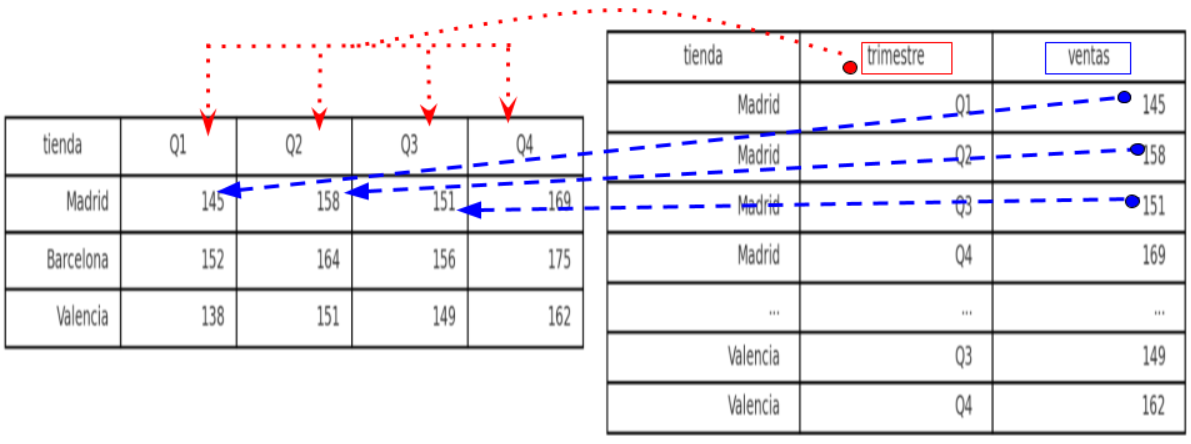 tienda Q1 Q2 Q3 Q4
Madrid 145 158 151 169
Barcelona 152 164 156 175
Valencia 138 151 149 162
tienda trimestre ventas
Madrid Q1 145
Madrid Q2 158
Madrid Q3 151
Madrid Q4 169
... ... ...
Valencia Q3 149
Valencia Q4 162